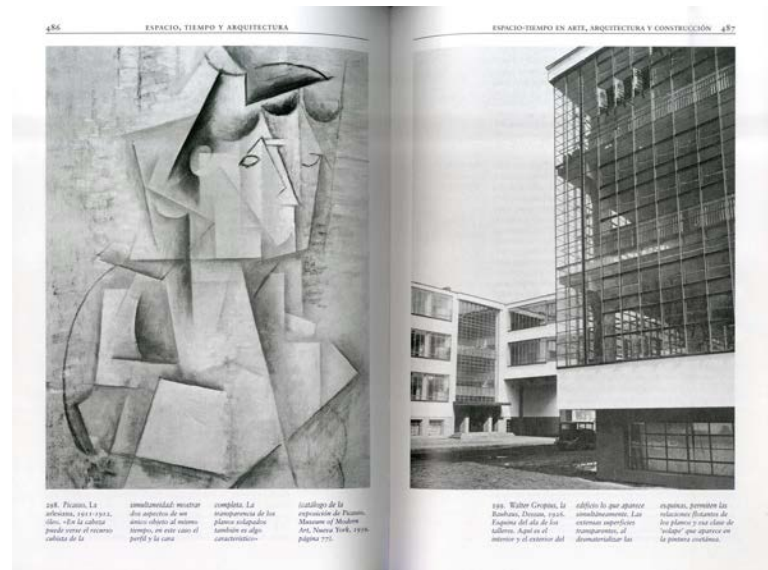 486
ESPACIO, TIEMPO Y ARQUITECTURA
298. Picasso, La
arlesiana, 1911-1912,
óleo. «En la cabeza
puede verse el recurso
cubista de la
simultaneidad: mostrar
dos aspectos de un
único objeto al mismo
tiempo, en este caso el
perfil y la cara
completa. La
transparencia de los
planos solapados
también es algo
característico»
(catálogo de la
exposición de Picasso,
Museum of Modern
Art, Nueva York, 1939,
página 77).
ESPACIO-TIEMPO EN ARTE, ARQUITECTURA Y CONSTRUCCIÓN
487
299. Walter Gropius, la
Bauhaus, Dessau, 1926.
Esquina del ala de los
talleres. Aquí es el
interior y el exterior del
edificio lo que aparece
simultáneamente. Las
extensas superficies
transparentes, al
desmaterializar las
esquinas, permiten las
relaciones flotantes de
los planos y esa clase de
'solape' que aparece en
la pintura coetánea.